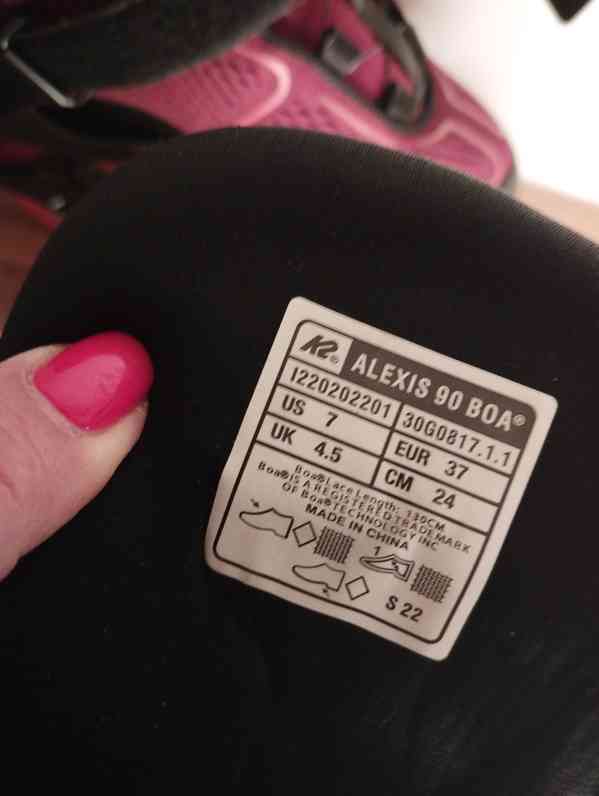 K2® ALEXIS 90 BOA®
I220202201 30G0817.1.1
US 7 EUR 37
UK 4.5 CM 24
Boa®Lace Length: 130CM
Boa®IS A REGISTERED TRADEMARK
OF Boa®TECHNOLOGY INC
MADE IN CHINA
1
S 22